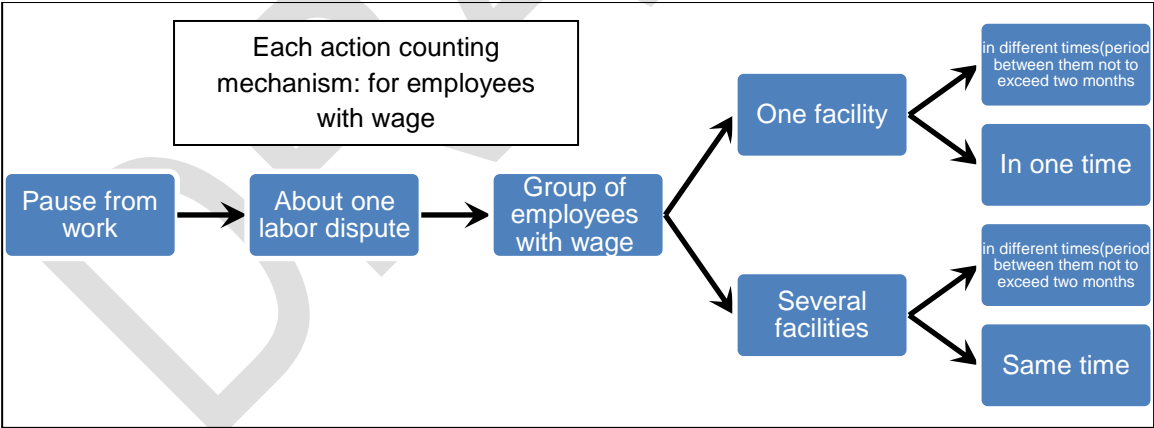 Each action counting
mechanism: for employees
with wage
Pause from
work
About one
labor dispute
Group of
employees
with wage
One facility
in different times(period
between them not to
exceed two months
In one time
Several
facilities
in different times(period
between them not to
exceed two months
Same time